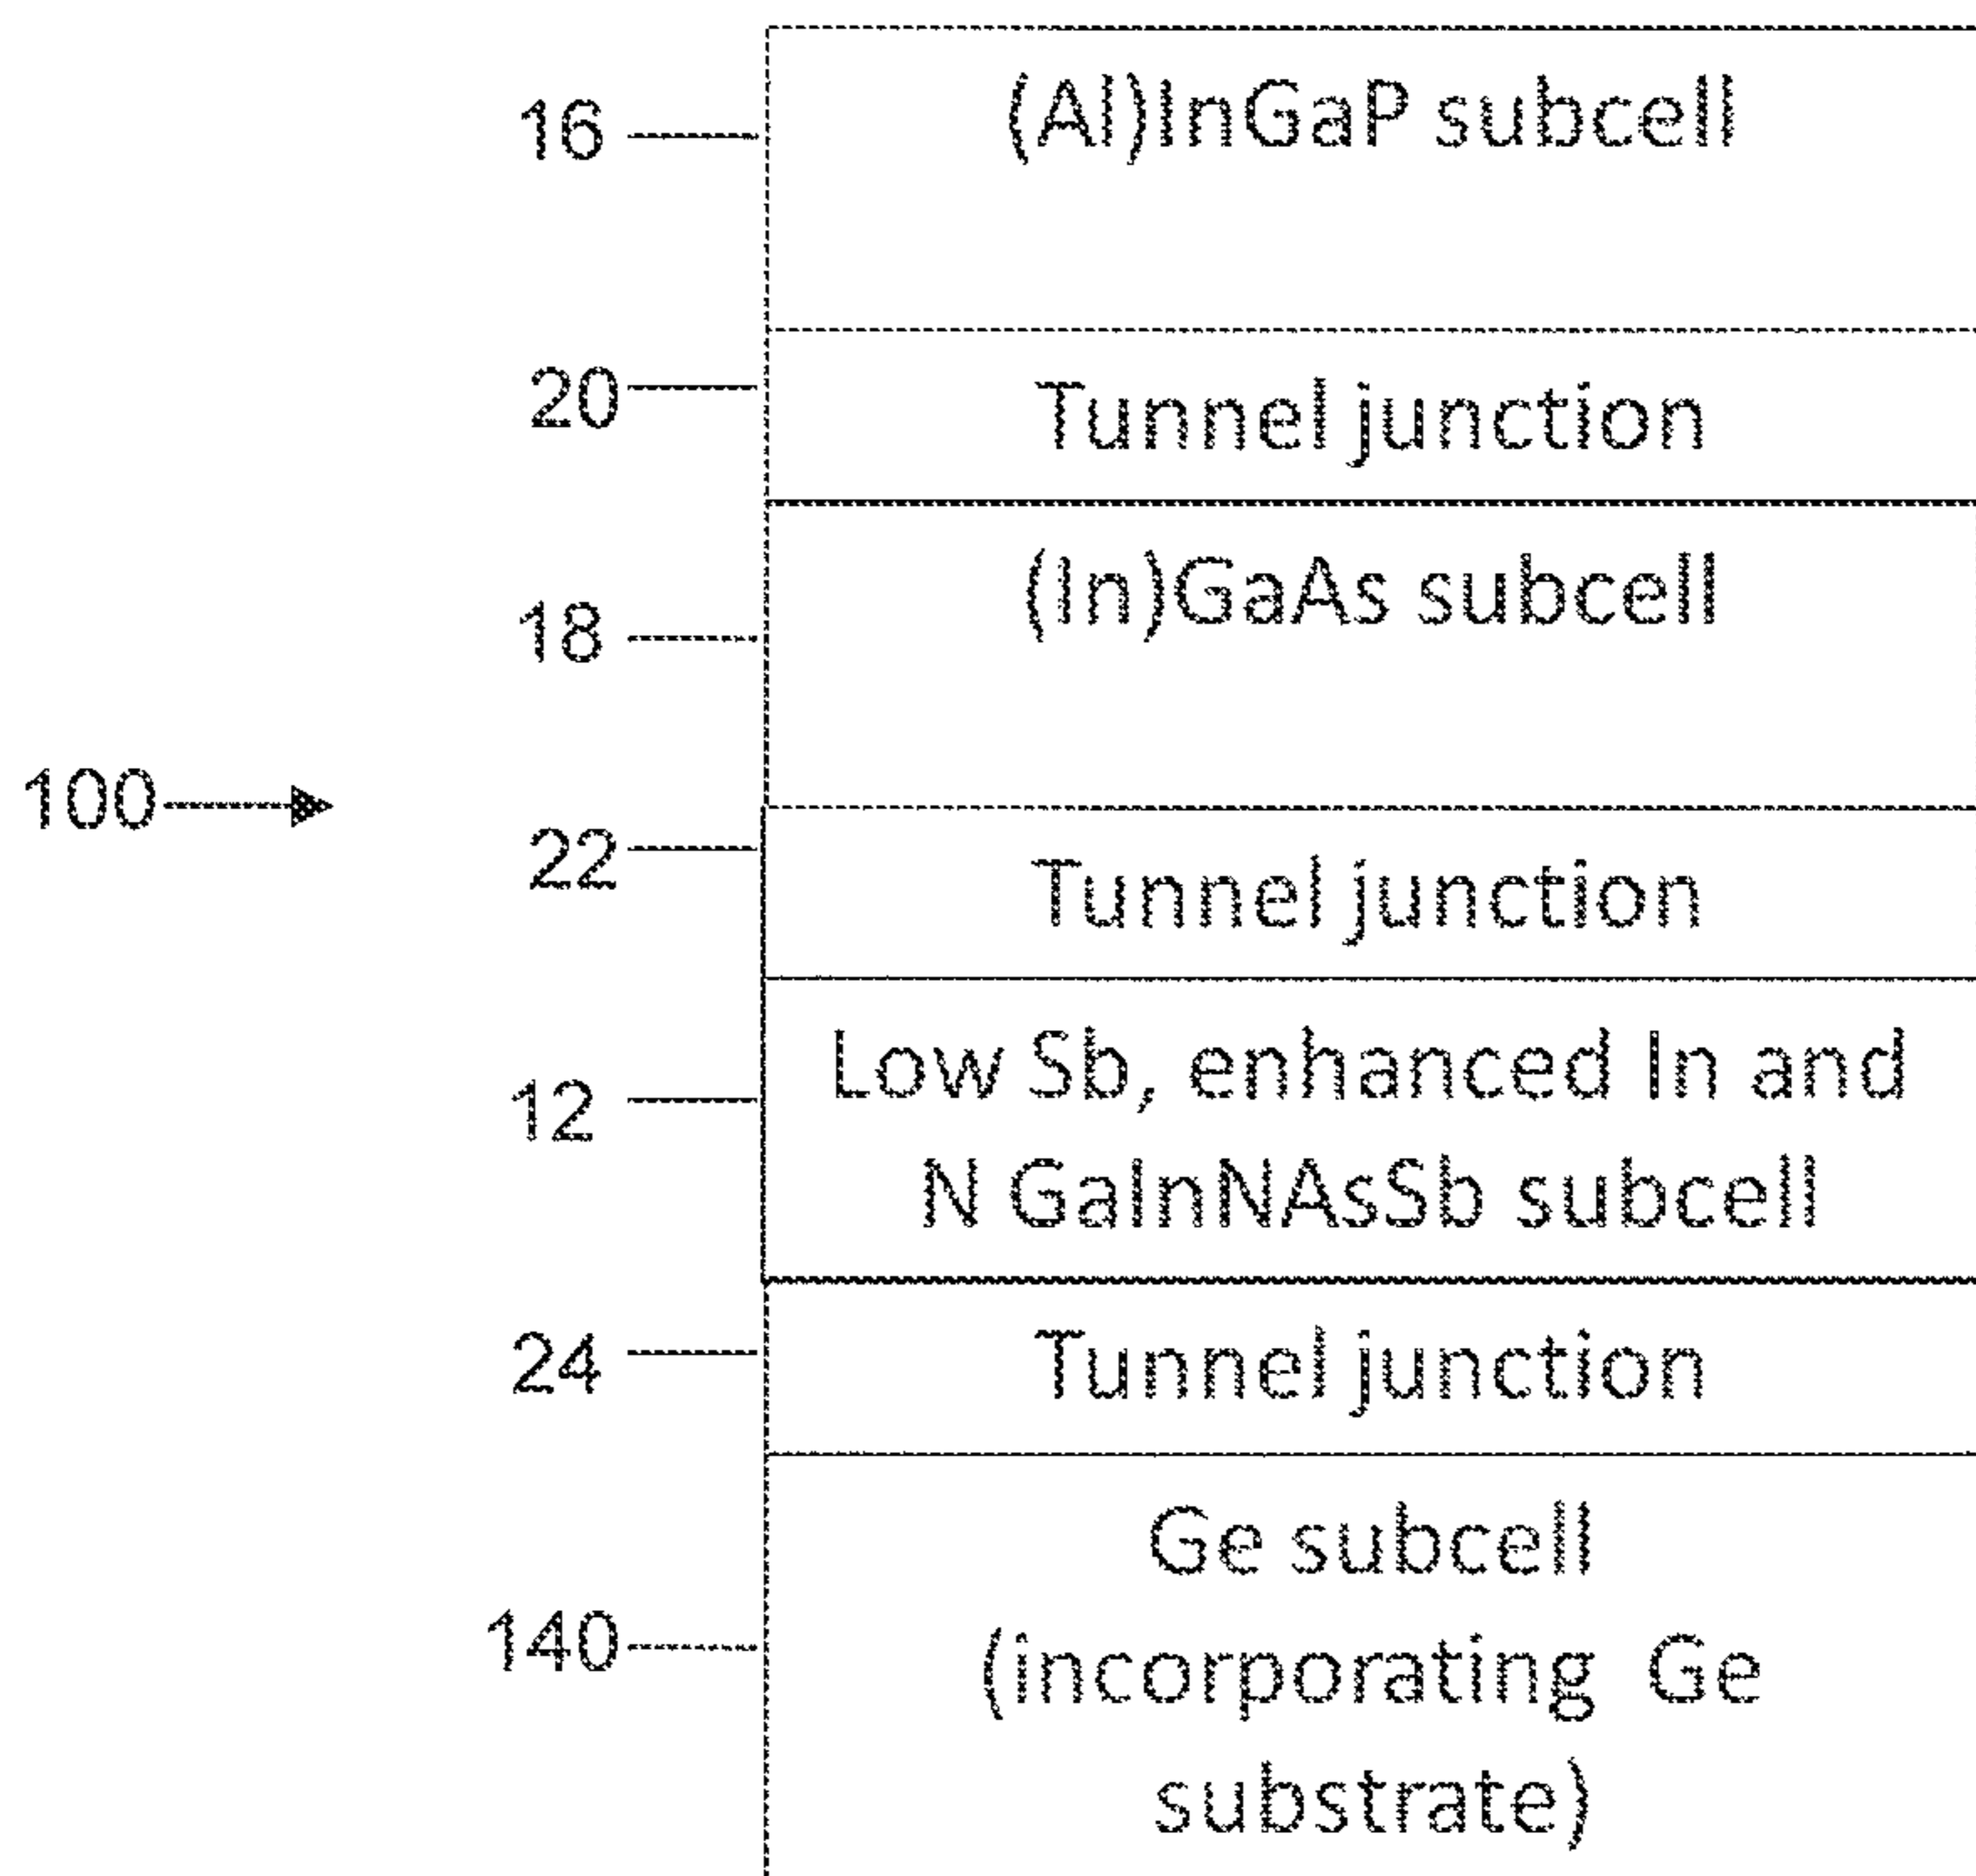 16
(Al)InGaP subcell
20
Tunnel junction
18
(In)GaAs subcell
100
22
Tunnel junction
12
Low Sb, enhanced In and
N GaInNAsSb subcell
24
Tunnel junction
140
Ge subcell
(incorporating Ge
substrate)